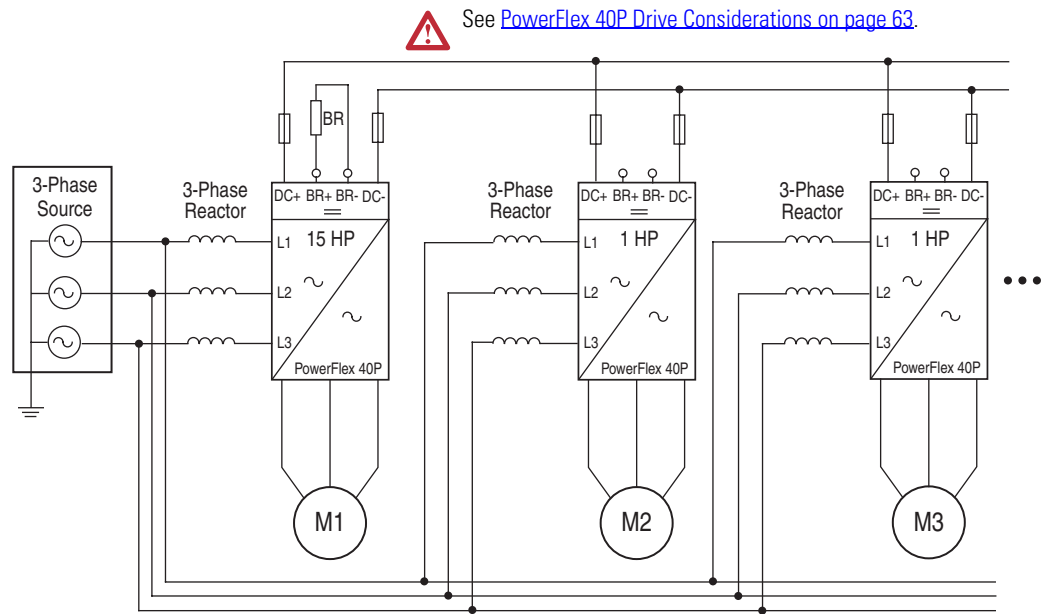 See PowerFlex 40P Drive Considerations on page 63.
BR
3-Phase
Source
3-Phase
Reactor
DC+ BR+ BR- DC-
L1
15 HP
L2
L3
PowerFlex 40P
M1
3-Phase
Reactor
DC+ BR+ BR- DC-
L1
1 HP
L2
L3
PowerFlex 40P
M2
3-Phase
Reactor
DC+ BR+ BR- DC-
L1
1 HP
L2
L3
PowerFlex 40P
M3